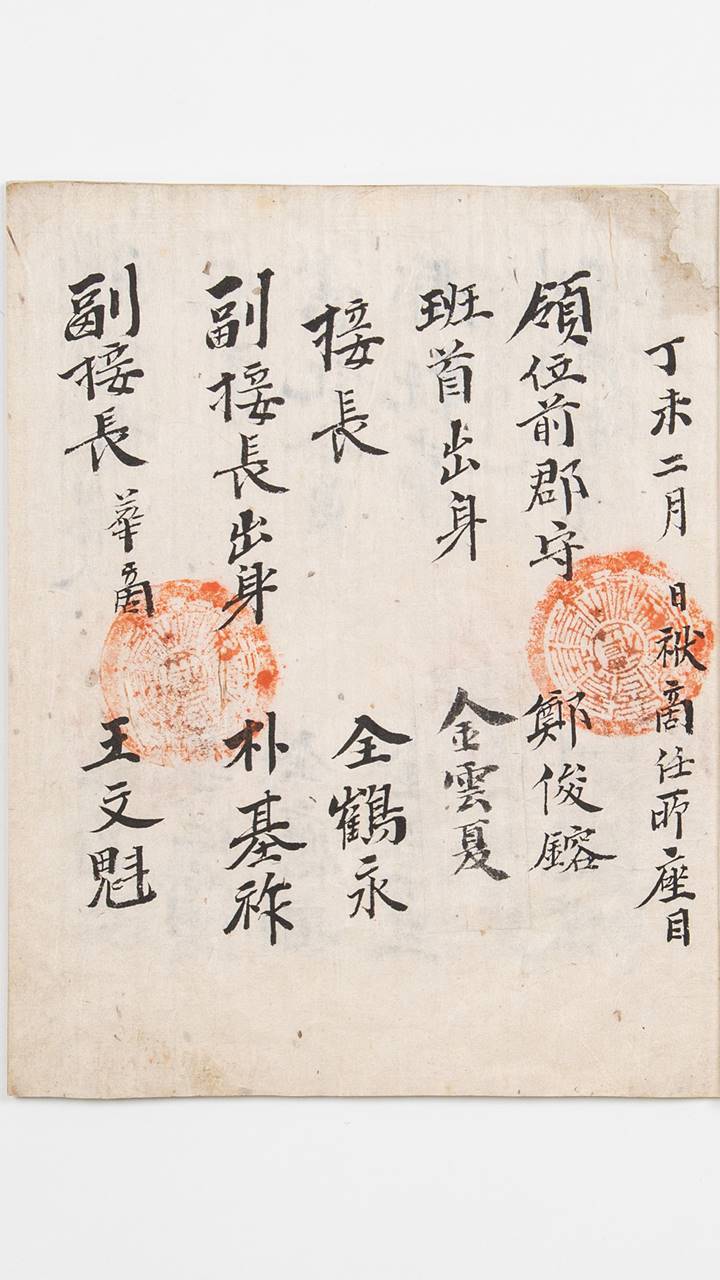 丁未二月 日袱商任所座目
領位前郡守 鄭俊鎔
班首出身 金雲夏
接長 全鶴永
副接長出身 朴基祚
副接長 華商 王文魁